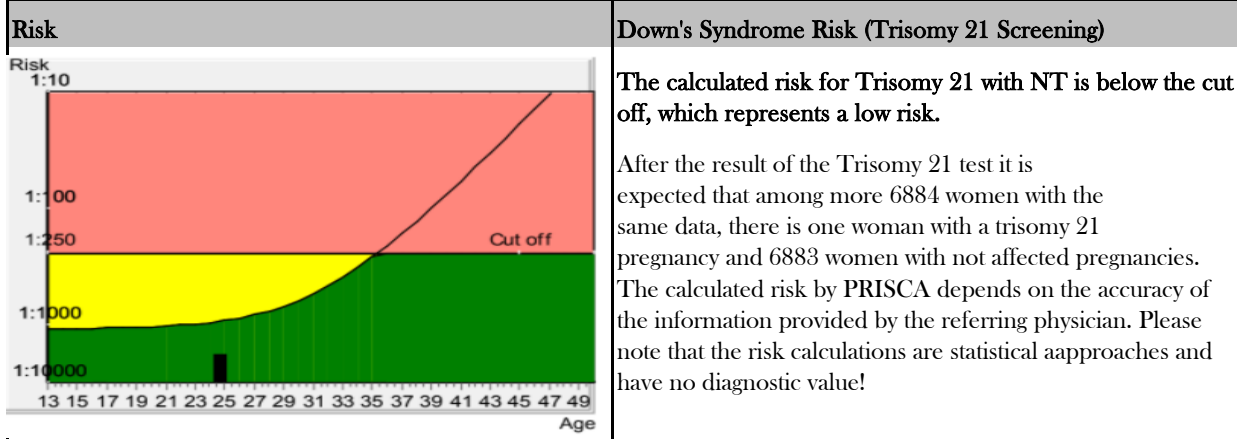 Risk
Down's Syndrome Risk (Trisomy 21 Screening)
Risk
1:10
1:100
1:250
Cut off
1:1000
1:10000
13 15 17 19 21 23 25 27 29 31 33 35 37 39 41 43 45 47 49
Age
The calculated risk for Trisomy 21 with NT is below the cut
off, which represents a low risk.
After the result of the Trisomy 21 test it is
expected that among more 6884 women with the
same data, there is one woman with a trisomy 21
pregnancy and 6883 women with not affected pregnancies.
The calculated risk by PRISCA depends on the accuracy of
the information provided by the referring physician. Please
note that the risk calculations are statistical aapproaches and
have no diagnostic value!